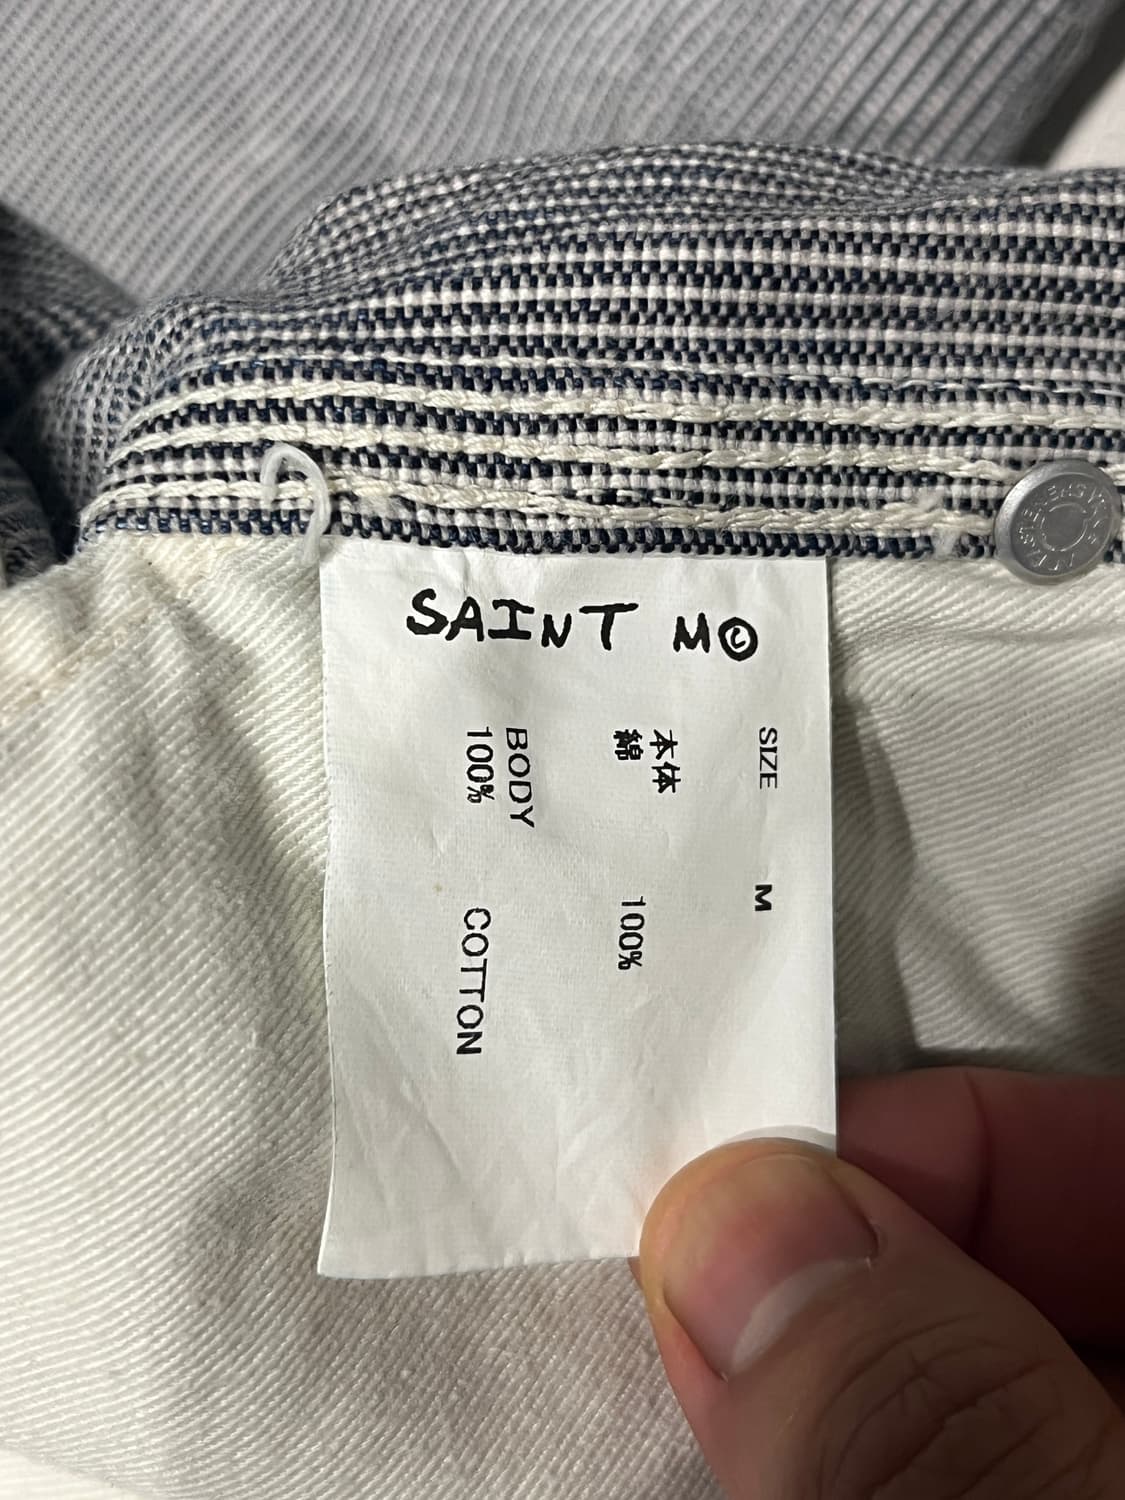 SAINT M©
SIZE M
本体
綿 100%
BODY
100% COTTON